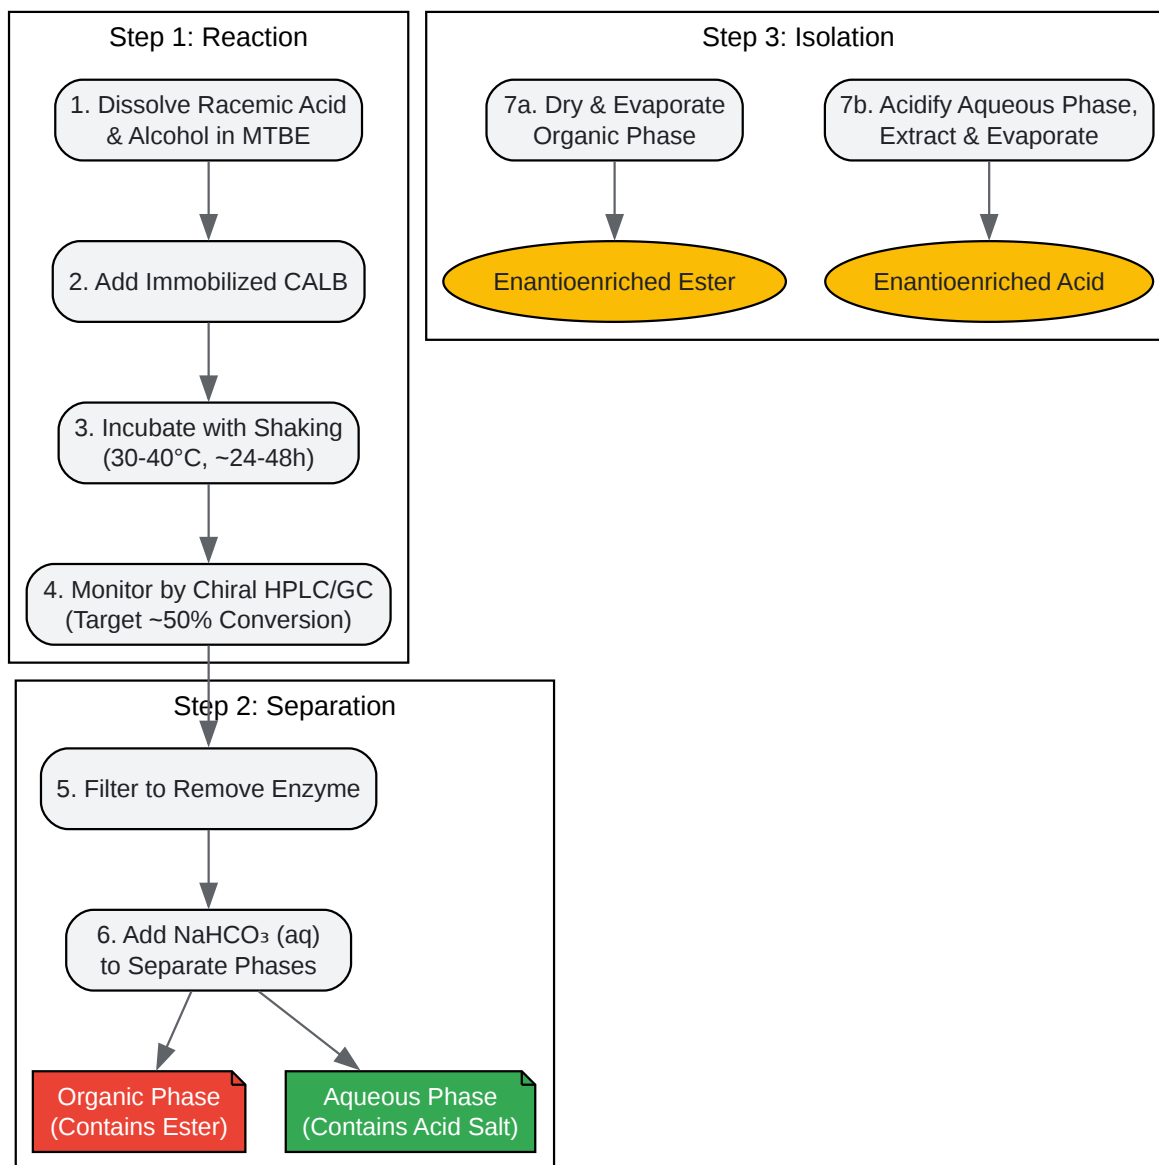 Step 1: Reaction
1. Dissolve Racemic Acid
& Alcohol in MTBE
2. Add Immobilized CALB
3. Incubate with Shaking
(30-40°C, ~24-48h)
4. Monitor by Chiral HPLC/GC
(Target ~50% Conversion)
Step 2: Separation
5. Filter to Remove Enzyme
6. Add NaHCO₃ (aq)
to Separate Phases
Organic Phase
(Contains Ester)
Aqueous Phase
(Contains Acid Salt)
Step 3: Isolation
7a. Dry & Evaporate
Organic Phase
7b. Acidify Aqueous Phase,
Extract & Evaporate
Enantioenriched Ester
Enantioenriched Acid